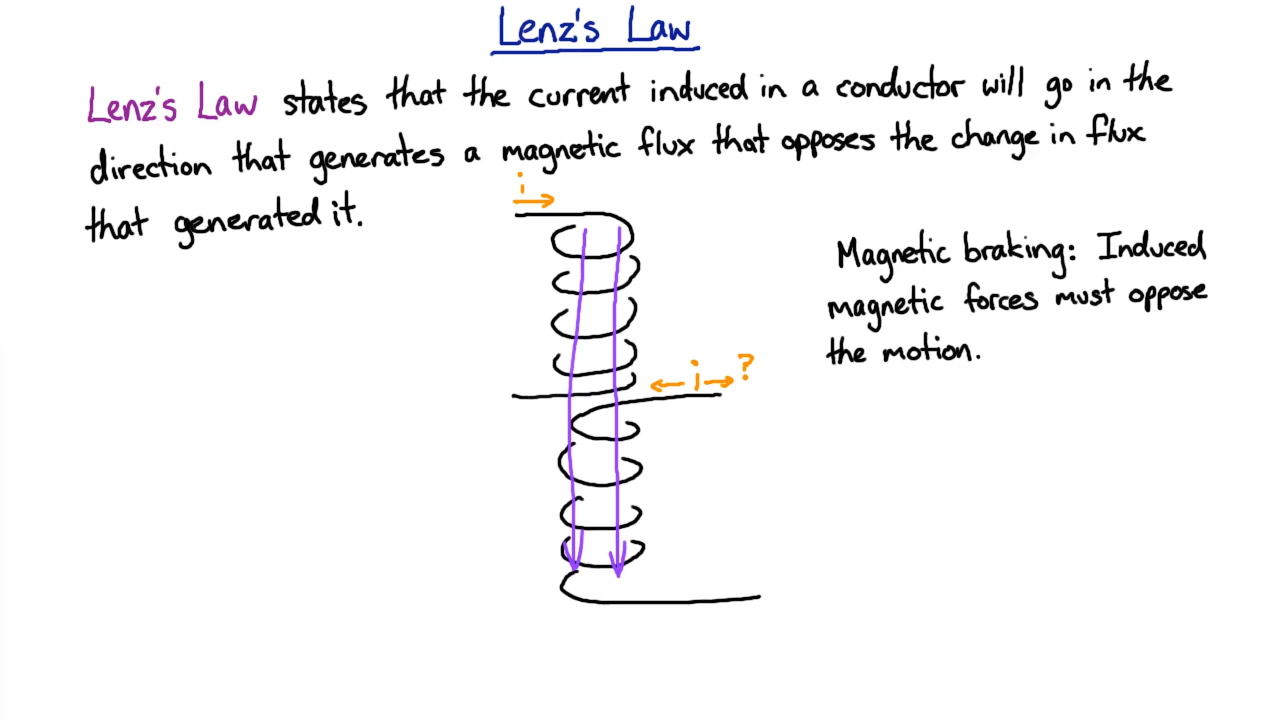 Lenz's Law
Lenz's Law states that the current induced in a conductor will go in the
direction that generates a magnetic flux that opposes the change in flux
that generated it.
i
Magnetic braking: Induced
magnetic forces must oppose
the motion.
i ?